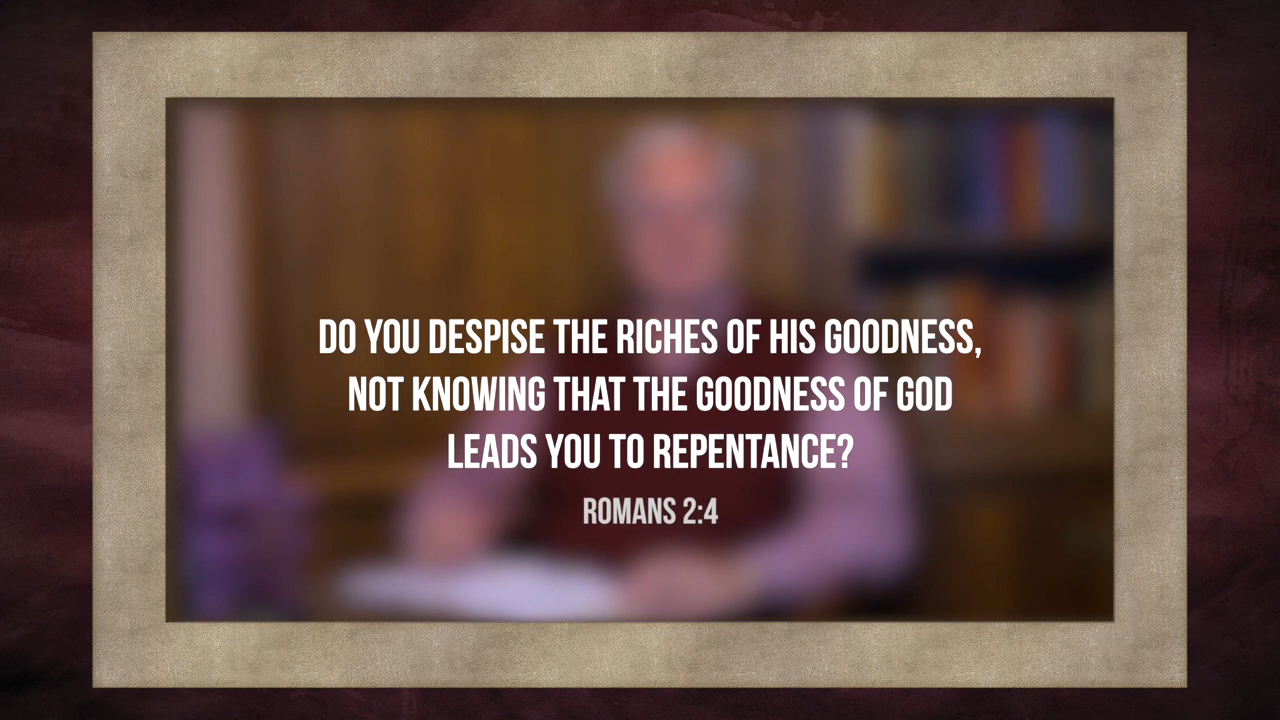 DO YOU DESPISE THE RICHES OF HIS GOODNESS,
NOT KNOWING THAT THE GOODNESS OF GOD
LEADS YOU TO REPENTANCE?
ROMANS 2:4